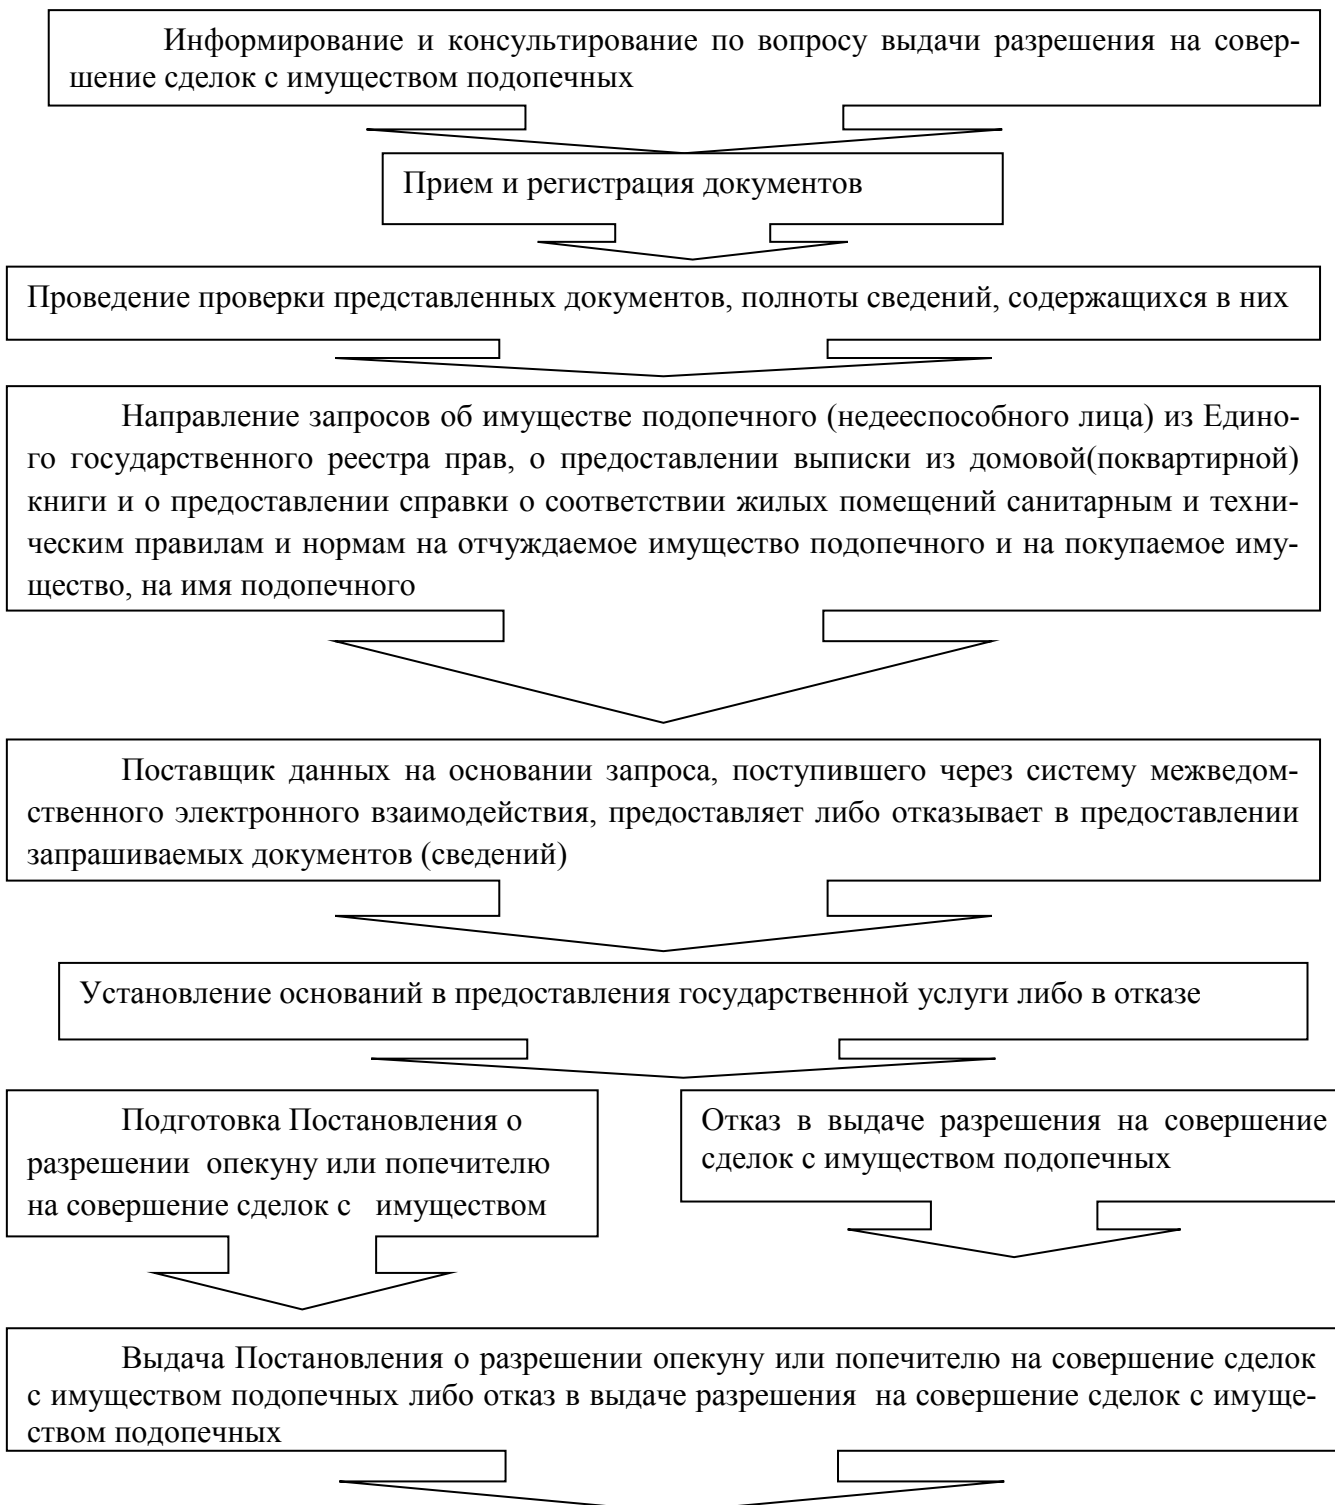 Информирование и консультирование по вопросу выдачи разрешения на совер-
шение сделок с имуществом подопечных
Прием и регистрация документов
Проведение проверки представленных документов, полноты сведений, содержащихся в них
Направление запросов об имуществе подопечного (недееспособного лица) из Едино-
го государственного реестра прав, о предоставлении выписки из домовой(поквартирной)
книги и о предоставлении справки о соответствии жилых помещений санитарным и техни-
ческим правилам и нормам на отчуждаемое имущество подопечного и на покупаемое иму-
щество, на имя подопечного
Поставщик данных на основании запроса, поступившего через систему межведом-
ственного электронного взаимодействия, предоставляет либо отказывает в предоставлении
запрашиваемых документов (сведений)
Установление оснований в предоставления государственной услуги либо в отказе
Подготовка Постановления о
разрешении опекуну или попечителю
на совершение сделок с имуществом
Отказ в выдаче разрешения на совершение
сделок с имуществом подопечных
Выдача Постановления о разрешении опекуну или попечителю на совершение сделок
с имуществом подопечных либо отказ в выдаче разрешения на совершение сделок с имуще-
ством подопечных